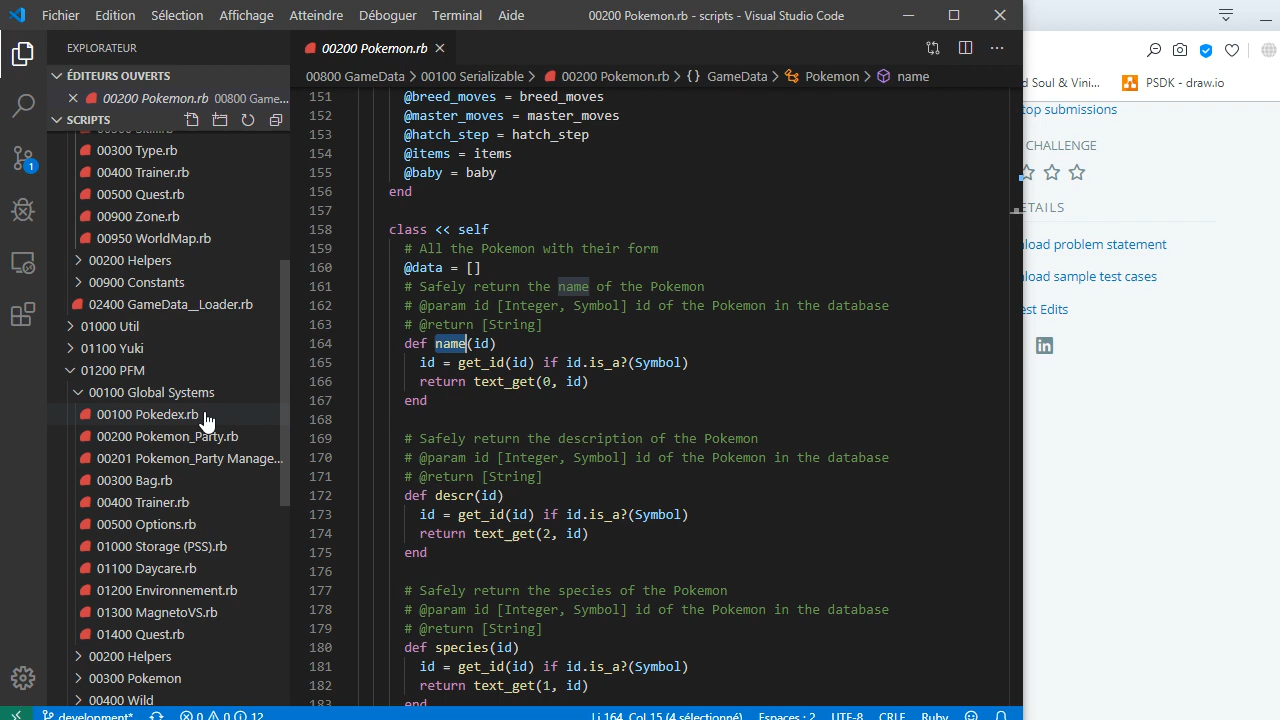 Fichier Edition Sélection Affichage Atteindre Déboguer Terminal Aide 00200 Pokemon.rb - scripts - Visual Studio Code
EXPLORATEUR
ÉDITEURS OUVERTS
00200 Pokemon.rb 00800 Game...
SCRIPTS
00300 Type.rb
00400 Trainer.rb
00500 Quest.rb
00900 Zone.rb
00950 WorldMap.rb
00200 Helpers
00900 Constants
02400 GameData__Loader.rb
01000 Util
01100 Yuki
01200 PFM
00100 Global Systems
00100 Pokedex.rb
00200 Pokemon_Party.rb
00201 Pokemon_Party Manage...
00300 Bag.rb
00400 Trainer.rb
00500 Options.rb
01000 Storage (PSS).rb
01100 Daycare.rb
01200 Environnement.rb
01300 MagnetoVS.rb
01400 Quest.rb
00200 Helpers
00300 Pokemon
00400 Wild
1
00200 Pokemon.rb
00800 GameData > 00100 Serializable > 00200 Pokemon.rb > {} GameData > Pokemon > name
151 @breed_moves = breed_moves
152 @master_moves = master_moves
153 @hatch_step = hatch_step
154 @items = items
155 @baby = baby
156 end
157
158 class << self
159 # All the Pokemon with their form
160 @data = []
161 # Safely return the name of the Pokemon
162 # @param id [Integer, Symbol] id of the Pokemon in the database
163 # @return [String]
164 def name(id)
165 id = get_id(id) if id.is_a?(Symbol)
166 return text_get(0, id)
167 end
168
169 # Safely return the description of the Pokemon
170 # @param id [Integer, Symbol] id of the Pokemon in the database
171 # @return [String]
172 def descr(id)
173 id = get_id(id) if id.is_a?(Symbol)
174 return text_get(2, id)
175 end
176
177 # Safely return the species of the Pokemon
178 # @param id [Integer, Symbol] id of the Pokemon in the database
179 # @return [String]
180 def species(id)
181 id = get_id(id) if id.is_a?(Symbol)
182 return text_get(1, id)
183 end
development* 0 0 12 Li 164, Col 15 (4 sélectionné) Espaces : 2 UTF-8 CRLF Ruby
d Soul & Vini... PSDK - draw.io
top submissions
CHALLENGE
ETAILS
load problem statement
load sample test cases
est Edits